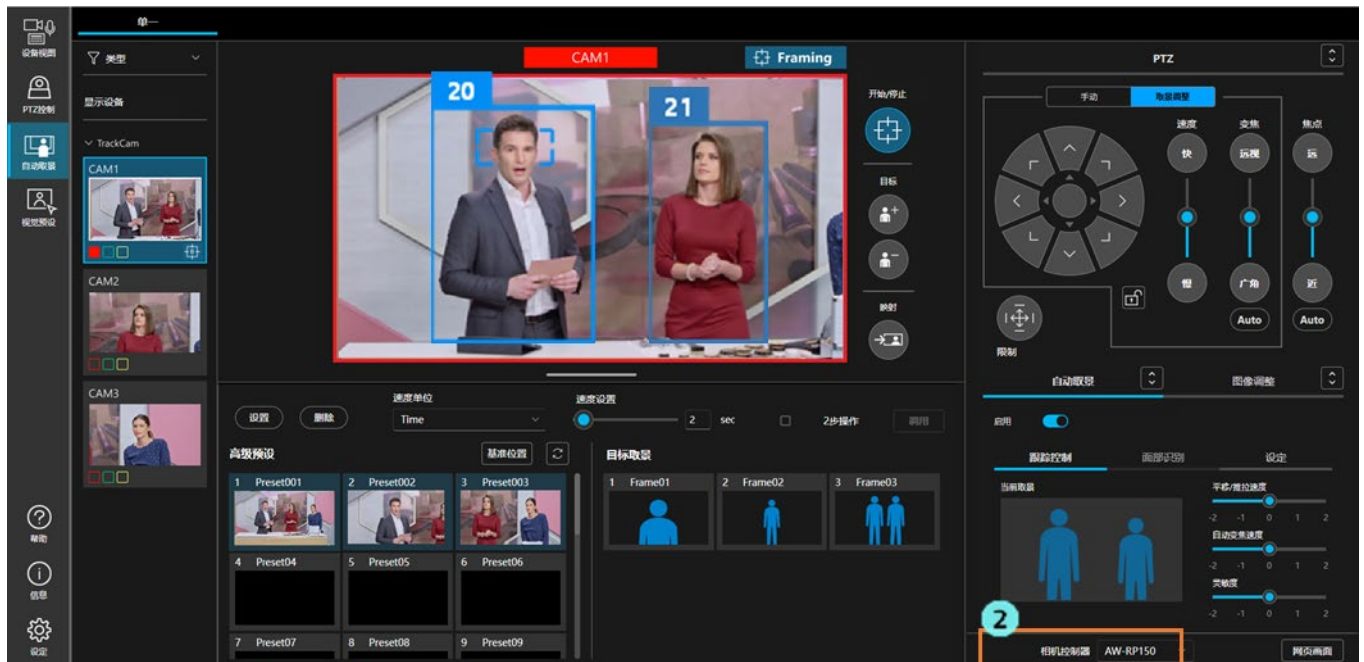 设备视图
PTZ控制
自动取景
视觉预设
帮助
信息
设定
单一
类型
显示设备
TrackCam
CAM1
CAM2
CAM3
CAM1
Framing
20
21
开始/停止
目标
映射
设置
删除
速度单位
Time
速度设置
2 sec
2步操作
调用
高级预设
基准位置
1 Preset001
2 Preset002
3 Preset003
4 Preset04
5 Preset05
6 Preset06
7 Preset07
8 Preset08
9 Preset09
目标取景
1 Frame01
2 Frame02
3 Frame03
PTZ
手动
取景调整
速度
变焦
焦点
快
远摄
远
慢
广角
近
Auto
Auto
限制
自动取景
图像调整
启用
跟踪控制
面部识别
设定
当前取景
平移/推拉速度
-2 -1 0 1 2
自动变焦速度
-2 -1 0 1 2
灵敏度
-2 -1 0 1 2
2
相机控制器 AW-RP150
网页画面